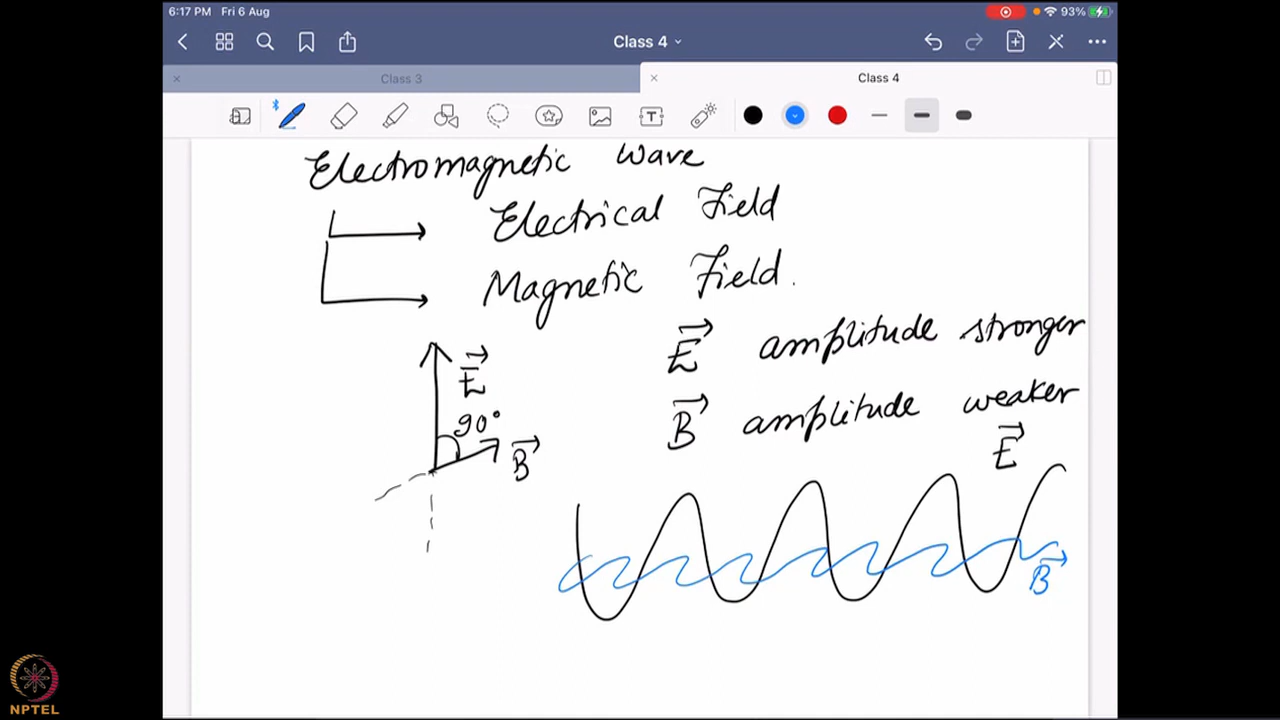 6:17 PM Fri 6 Aug
93%
Class 4
Class 3
Class 4
T
Electromagnetic Wave
Electrical Field
Magnetic Field.
E amplitude stronger
B amplitude weaker
E
90°
B
E
B
NPTEL